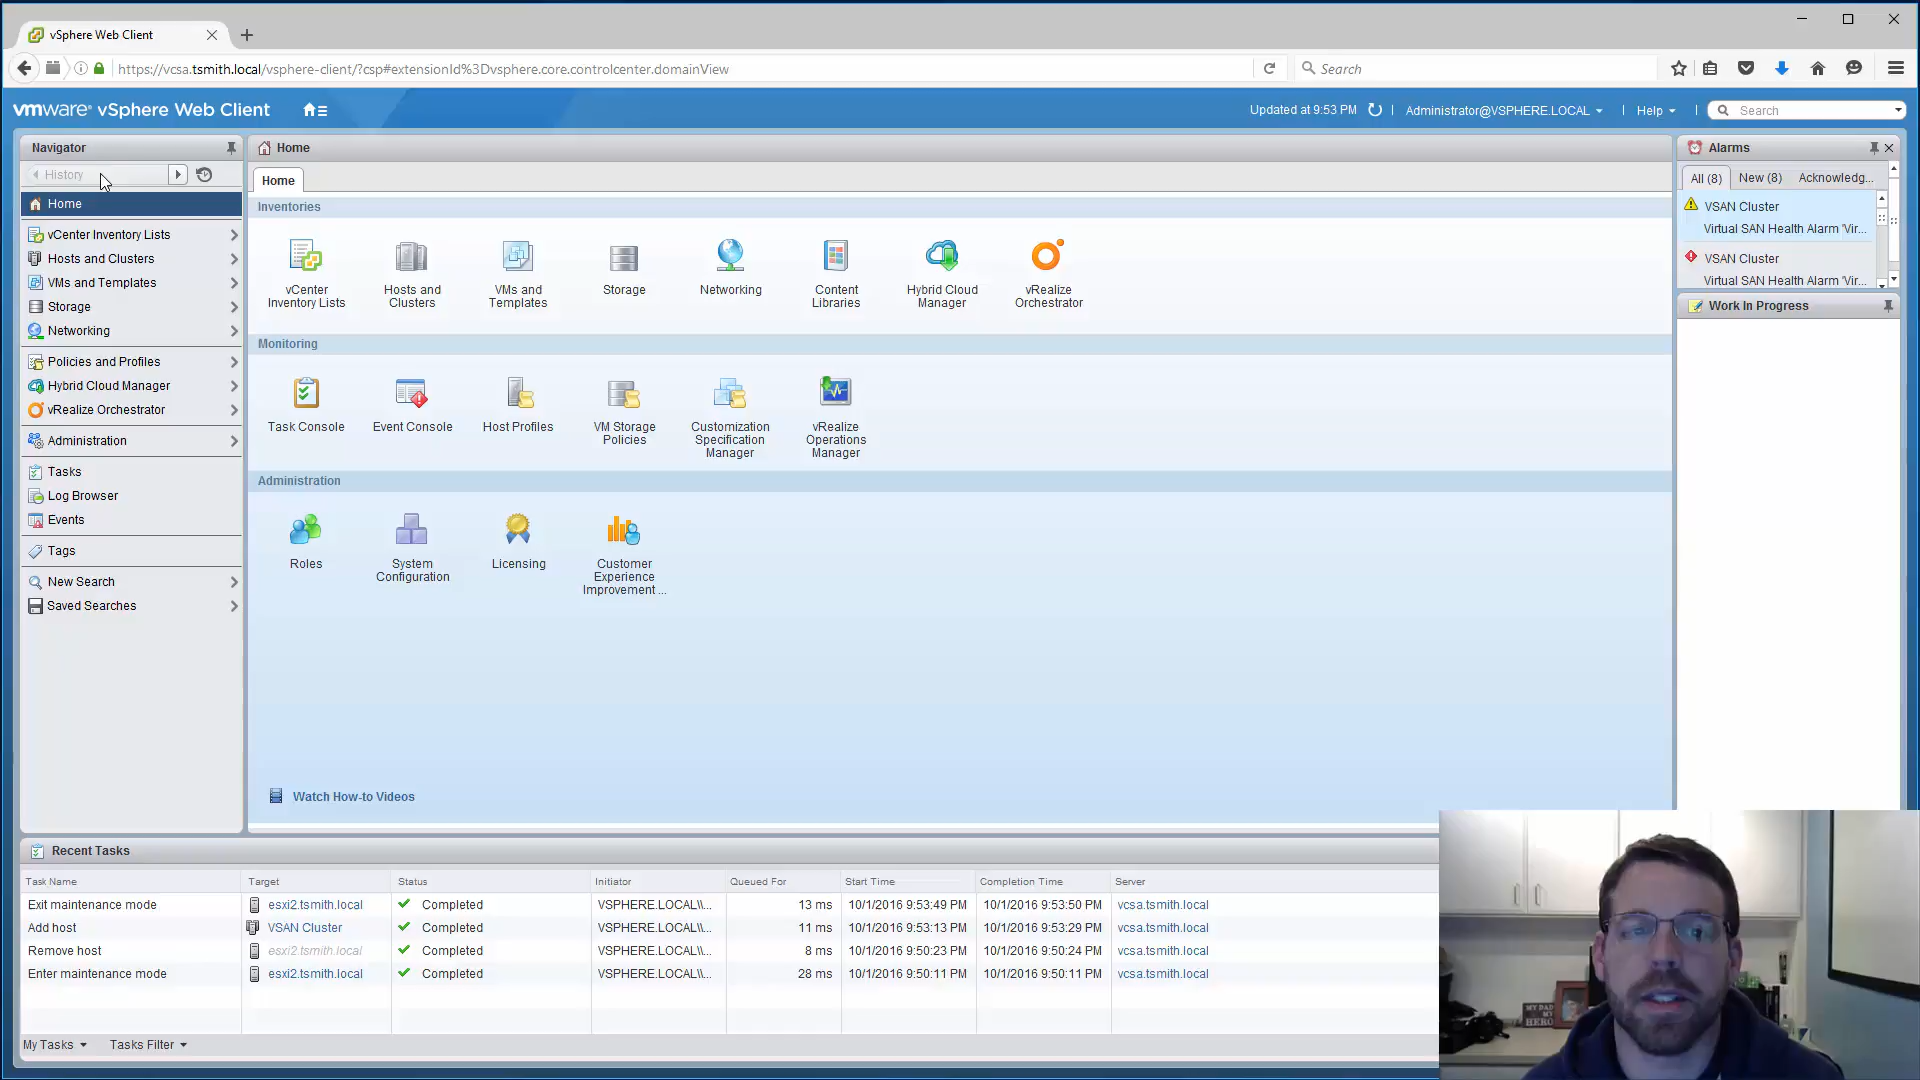 vSphere Web Client
https://vcsa.tsmith.local/vsphere-client/?csp#extensionId%3Dvsphere.core.controlcenter.domainView
Search
vmware® vSphere Web Client
Updated at 9:53 PM
Administrator@VSPHERE.LOCAL
Help
Search
Navigator
History
Home
vCenter Inventory Lists
Hosts and Clusters
VMs and Templates
Storage
Networking
Policies and Profiles
Hybrid Cloud Manager
vRealize Orchestrator
Administration
Tasks
Log Browser
Events
Tags
New Search
Saved Searches
Home
Home
Inventories
vCenter
Inventory Lists
Hosts and
Clusters
VMs and
Templates
Storage
Networking
Content
Libraries
Hybrid Cloud
Manager
vRealize
Orchestrator
Monitoring
Task Console
Event Console
Host Profiles
VM Storage
Policies
Customization
Specification
Manager
vRealize
Operations
Manager
Administration
Roles
System
Configuration
Licensing
Customer
Experience
Improvement ...
Watch How-to Videos
Alarms
All (8) New (8) Acknowledg...
VSAN Cluster
Virtual SAN Health Alarm 'Vir...
VSAN Cluster
Virtual SAN Health Alarm 'Vir...
Work In Progress
Recent Tasks
Task Name Target Status Initiator Queued For Start Time Completion Time Server
Exit maintenance mode esxi2.tsmith.local Completed VSPHERE.LOCAL\\... 13 ms 10/1/2016 9:53:49 PM 10/1/2016 9:53:50 PM vcsa.tsmith.local
Add host VSAN Cluster Completed VSPHERE.LOCAL\\... 11 ms 10/1/2016 9:53:13 PM 10/1/2016 9:53:29 PM vcsa.tsmith.local
Remove host esxi2.tsmith.local Completed VSPHERE.LOCAL\\... 8 ms 10/1/2016 9:50:23 PM 10/1/2016 9:50:24 PM vcsa.tsmith.local
Enter maintenance mode esxi2.tsmith.local Completed VSPHERE.LOCAL\\... 28 ms 10/1/2016 9:50:11 PM 10/1/2016 9:50:11 PM vcsa.tsmith.local
My Tasks Tasks Filter
MY DAD
MY
HERO